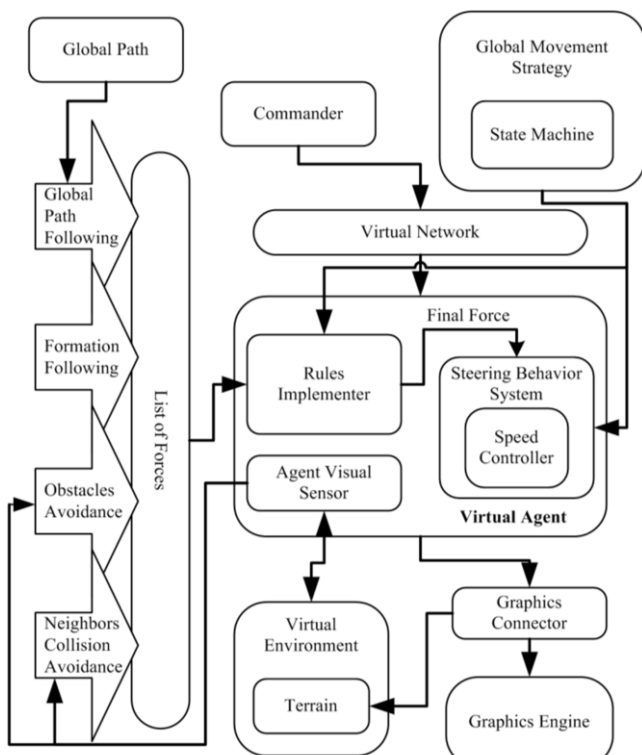 Global Path
Global Movement
Strategy
State Machine
Commander
Virtual Network
Global
Path
Following
Formation
Following
Obstacles
Avoidance
Neighbors
Collision
Avoidance
List of Forces
Final Force
Rules
Implementer
Steering Behavior
System
Speed
Controller
Agent Visual
Sensor
Virtual Agent
Virtual
Environment
Terrain
Graphics
Connector
Graphics Engine